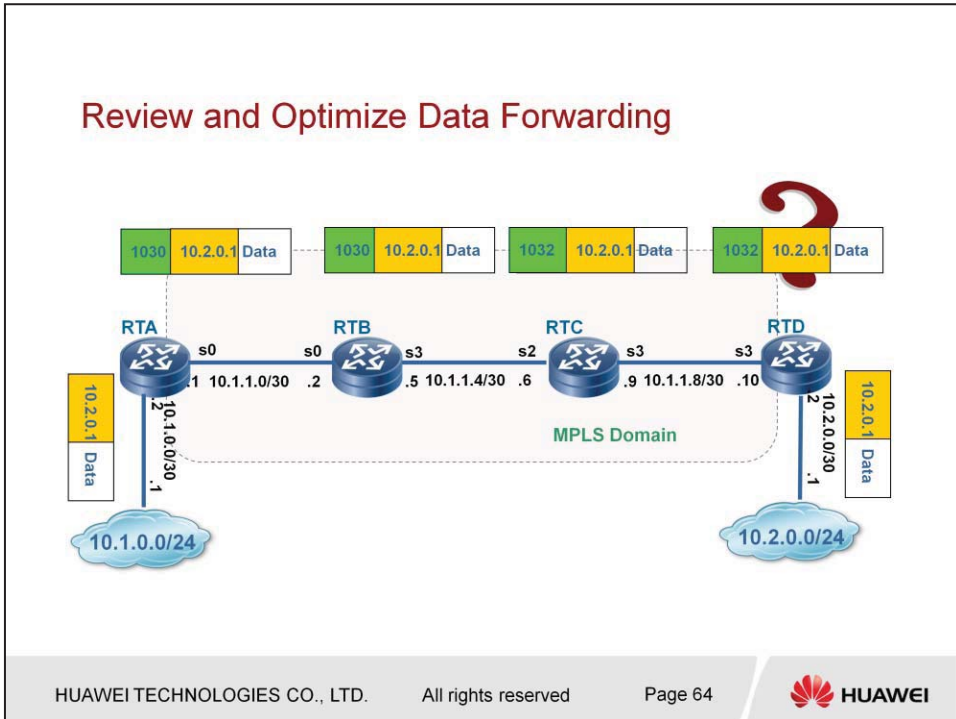 Review and Optimize Data Forwarding
?
1030 10.2.0.1 Data
1030 10.2.0.1 Data
1032 10.2.0.1 Data
1032 10.2.0.1 Data
RTA
RTB
RTC
RTD
s0
s0
s3
s2
s3
s3
.1 10.1.1.0/30 .2
.5 10.1.1.4/30 .6
.9 10.1.1.8/30 .10
10.2.0.1 Data
.2 10.1.0.0/30 .1
MPLS Domain
.2 10.2.0.0/30 .1
10.2.0.1 Data
10.1.0.0/24
10.2.0.0/24
HUAWEI TECHNOLOGIES CO., LTD. All rights reserved Page 64 HUAWEI